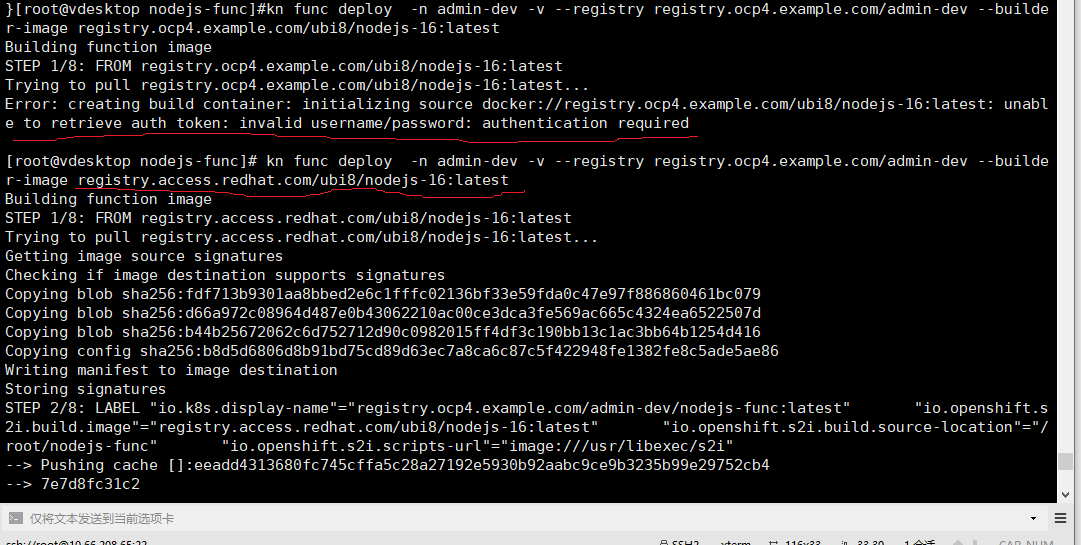 }[root@vdesktop nodejs-func]#kn func deploy  -n admin-dev -v --registry registry.ocp4.example.com/admin-dev --builde
r-image registry.ocp4.example.com/ubi8/nodejs-16:latest
Building function image
STEP 1/8: FROM registry.ocp4.example.com/ubi8/nodejs-16:latest
Trying to pull registry.ocp4.example.com/ubi8/nodejs-16:latest...
Error: creating build container: initializing source docker://registry.ocp4.example.com/ubi8/nodejs-16:latest: unabl
e to retrieve auth token: invalid username/password: authentication required
[root@vdesktop nodejs-func]# kn func deploy  -n admin-dev -v --registry registry.ocp4.example.com/admin-dev --builde
r-image registry.access.redhat.com/ubi8/nodejs-16:latest
Building function image
STEP 1/8: FROM registry.access.redhat.com/ubi8/nodejs-16:latest
Trying to pull registry.access.redhat.com/ubi8/nodejs-16:latest...
Getting image source signatures
Checking if image destination supports signatures
Copying blob sha256:fdf713b9301aa8bbed2e6c1fffc02136bf33e59fda0c47e97f886860461bc079
Copying blob sha256:d66a972c08964d487e0b43062210ac00ce3dca3fe569ac665c4324ea6522507d
Copying blob sha256:b44b25672062c6d752712d90c0982015ff4df3c190bb13c1ac3bb64b1254d416
Copying config sha256:b8d5d6806d8b91bd75cd89d63ec7a8ca6c87c5f422948fe1382fe8c5ade5ae86
Writing manifest to image destination
Storing signatures
STEP 2/8: LABEL "io.k8s.display-name"="registry.ocp4.example.com/admin-dev/nodejs-func:latest"       "io.openshift.s
2i.build.image"="registry.access.redhat.com/ubi8/nodejs-16:latest"       "io.openshift.s2i.build.source-location"="/
root/nodejs-func"       "io.openshift.s2i.scripts-url"="image:///usr/libexec/s2i"
--> Pushing cache []:eeadd4313680fc745cffa5c28a27192e5930b92aabc9ce9b3235b99e29752cb4
--> 7e7d8fc31c2
仅将文本发送到当前选项卡
ssh://root@10.66.208.65:22 SSH2 xterm 116x33 33,30 1 会话 CAP NUM